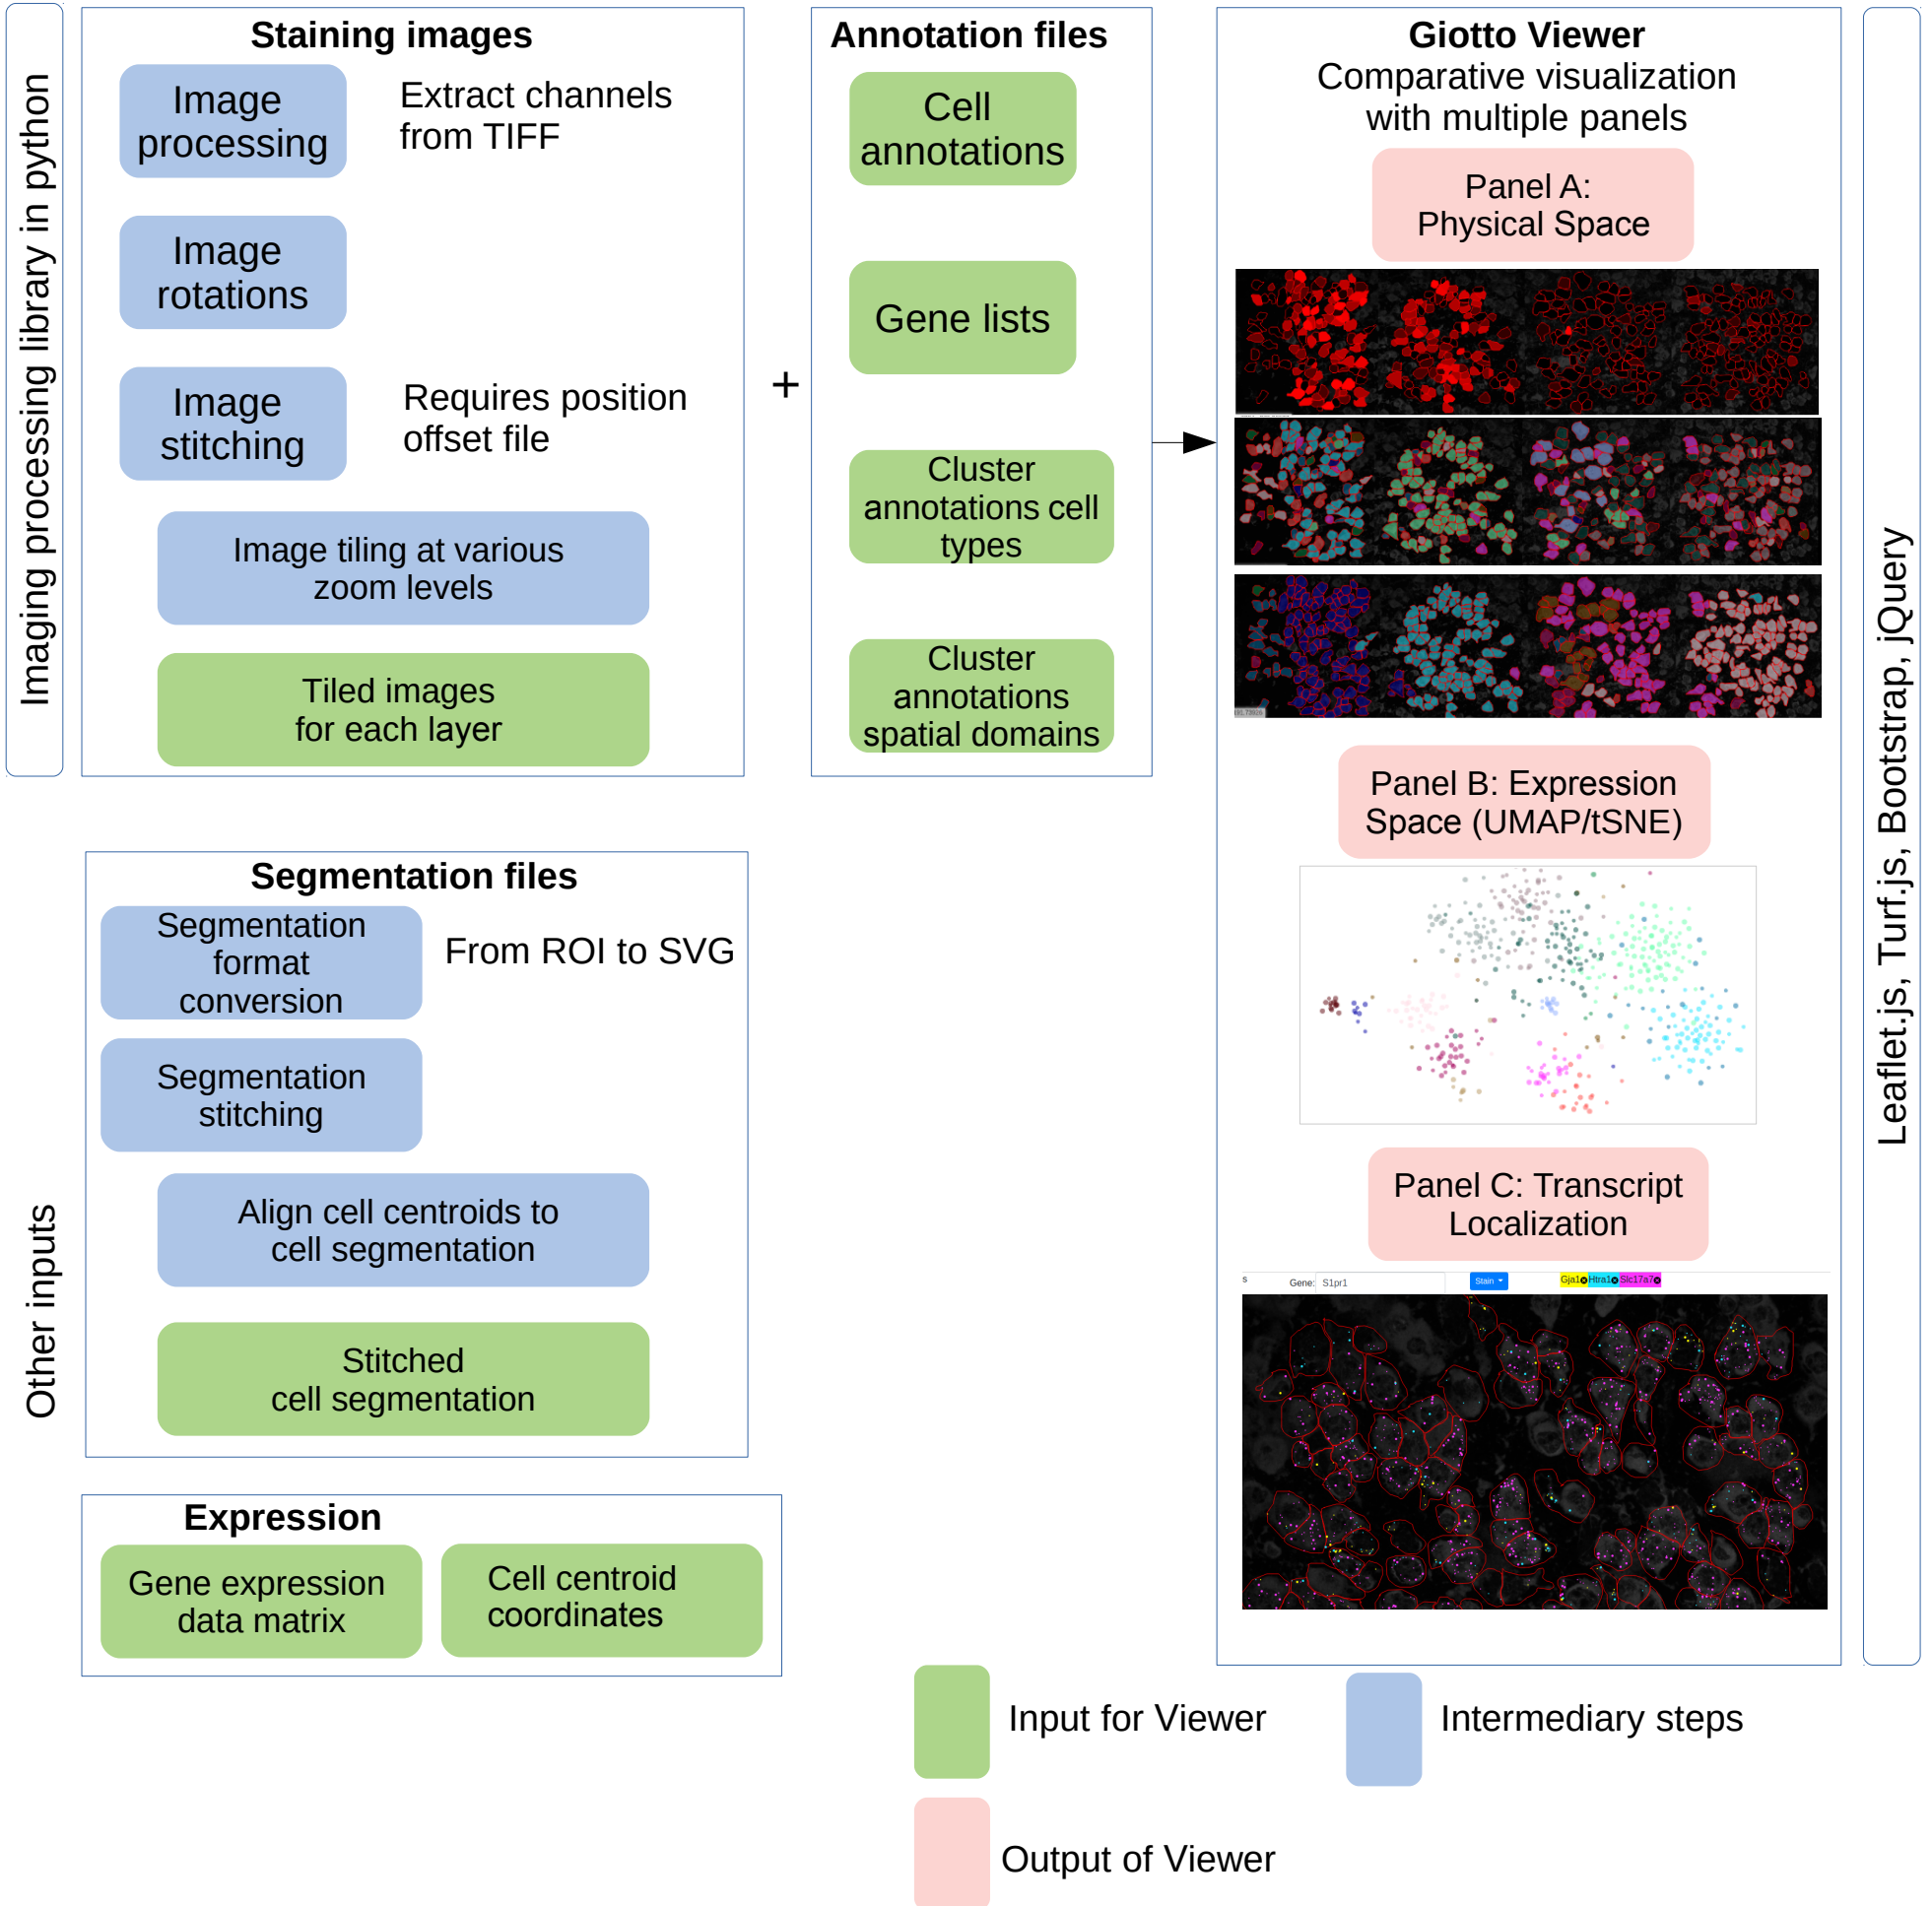 Imaging processing library in python
Staining images
Image
processing
Extract channels
from TIFF
Image
rotations
Image
stitching
Requires position
offset file
Image tiling at various
zoom levels
Tiled images
for each layer
+
Annotation files
Cell
annotations
Gene lists
Cluster
annotations cell
types
Cluster
annotations
spatial domains
Giotto Viewer
Comparative visualization
with multiple panels
Panel A:
Physical Space
Panel B: Expression
Space (UMAP/tSNE)
Panel C: Transcript
Localization
s
Gene:
S1pr1
Stain
Gja1
Htra1
Slc17a7
Leaflet.js, Turf.js, Bootstrap, jQuery
Other inputs
Segmentation files
Segmentation
format
conversion
From ROI to SVG
Segmentation
stitching
Align cell centroids to
cell segmentation
Stitched
cell segmentation
Expression
Gene expression
data matrix
Cell centroid
coordinates
Input for Viewer
Intermediary steps
Output of Viewer